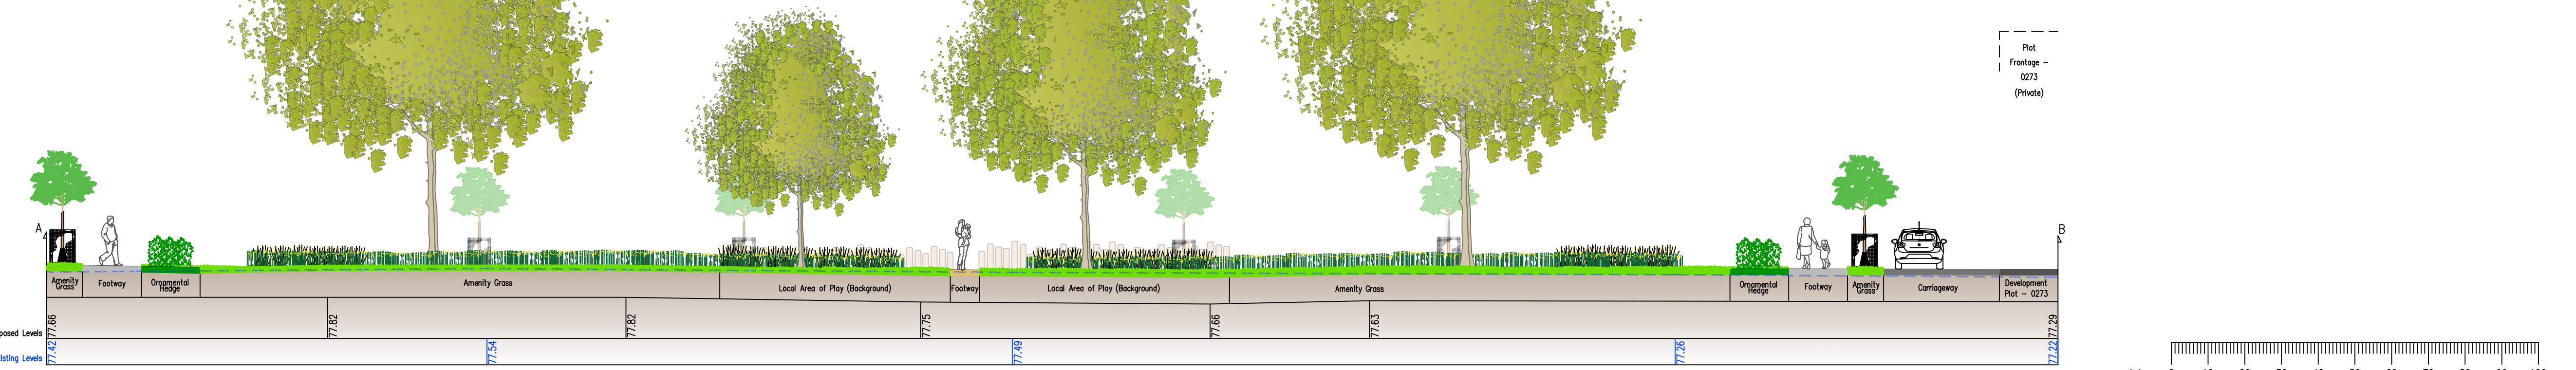 Plot
Frontage -
0273
(Private)
A
B
Amenity
Grass
Footway
Ornamental
Hedge
Amenity Grass
Local Area of Play (Background)
Footway
Local Area of Play (Background)
Amenity Grass
Ornamental
Hedge
Footway
Amenity
Grass
Carriageway
Development
Plot - 0273
posed Levels
77.66
77.82
77.82
77.75
77.66
77.63
77.29
isting Levels
77.42
77.54
77.49
77.26
77.22